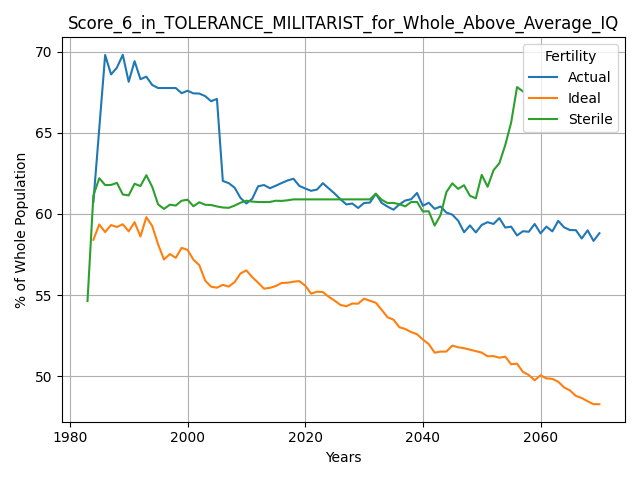 Score_6_in_TOLERANCE_MILITARIST_for_Whole_Above_Average_IQ
Fertility
Actual
Ideal
Sterile
% of Whole Population
70
65
60
55
50
1980
2000
2020
2040
2060
Years